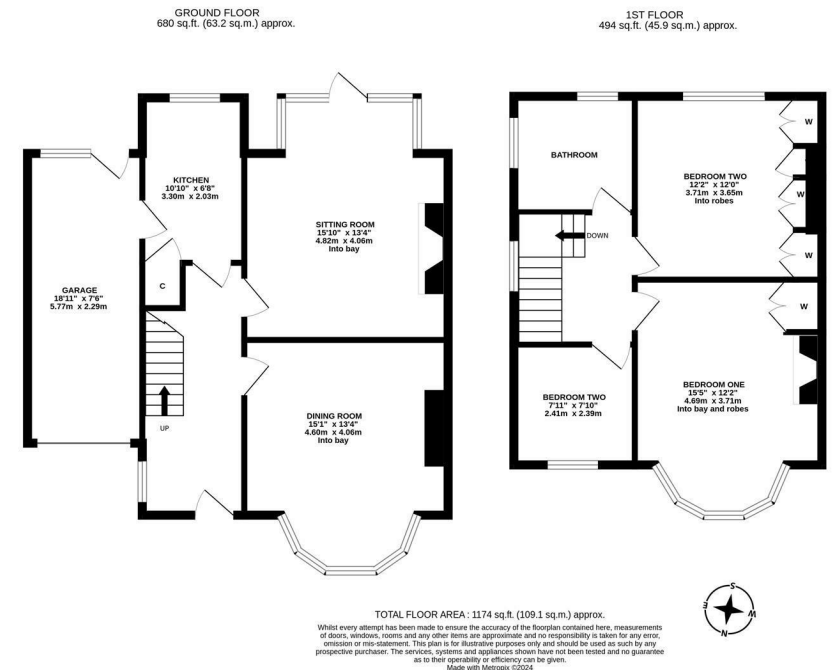 GROUND FLOOR
680 sq.ft. (63.2 sq.m.) approx.
1ST FLOOR
494 sq.ft. (45.9 sq.m.) approx.
KITCHEN
10'10" x 6'8"
3.30m x 2.03m
SITTING ROOM
15'10" x 13'4"
4.82m x 4.06m
Into bay
GARAGE
18'11" x 7'6"
5.77m x 2.29m
C
UP
DINING ROOM
15'1" x 13'4"
4.60m x 4.06m
Into bay
BATHROOM
BEDROOM TWO
12'2" x 12'0"
3.71m x 3.65m
Into robes
W
W
W
DOWN
W
BEDROOM TWO
7'11" x 7'10"
2.41m x 2.39m
BEDROOM ONE
15'5" x 12'2"
4.69m x 3.71m
Into bay and robes
S
E
W
N
TOTAL FLOOR AREA : 1174 sq.ft. (109.1 sq.m.) approx.
Whilst every attempt has been made to ensure the accuracy of the floorplan contained here, measurements
of doors, windows, rooms and any other items are approximate and no responsibility is taken for any error,
omission or mis-statement. This plan is for illustrative purposes only and should be used as such by any
prospective purchaser. The services, systems and appliances shown have not been tested and no guarantee
as to their operability or efficiency can be given.
Made with Metropix ©2024